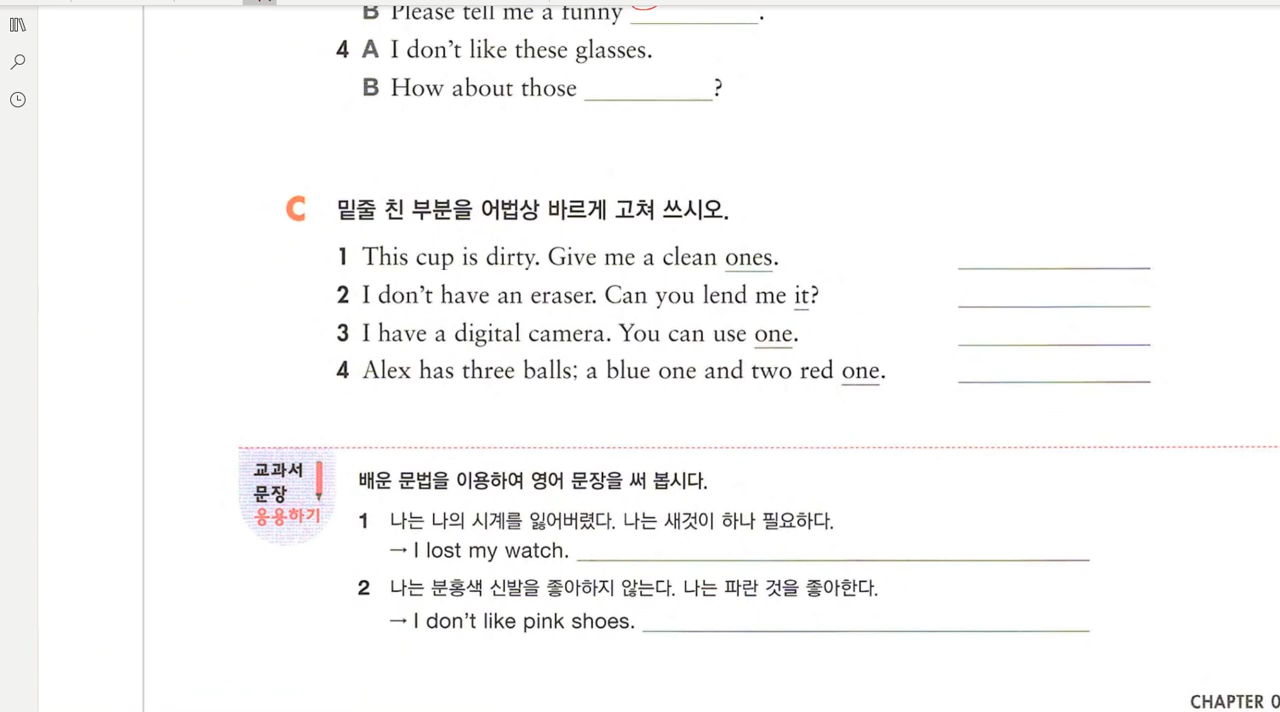 B Please tell me a funny ____________.
4 A I don't like these glasses.
B How about those ____________?
C 밑줄 친 부분을 어법상 바르게 고쳐 쓰시오.
1 This cup is dirty. Give me a clean ones.
2 I don't have an eraser. Can you lend me it?
3 I have a digital camera. You can use one.
4 Alex has three balls; a blue one and two red one.
교과서
문장
응용하기
배운 문법을 이용하여 영어 문장을 써 봅시다.
1 나는 나의 시계를 잃어버렸다. 나는 새것이 하나 필요하다.
→ I lost my watch.
2 나는 분홍색 신발을 좋아하지 않는다. 나는 파란 것을 좋아한다.
→ I don't like pink shoes.
CHAPTER 0